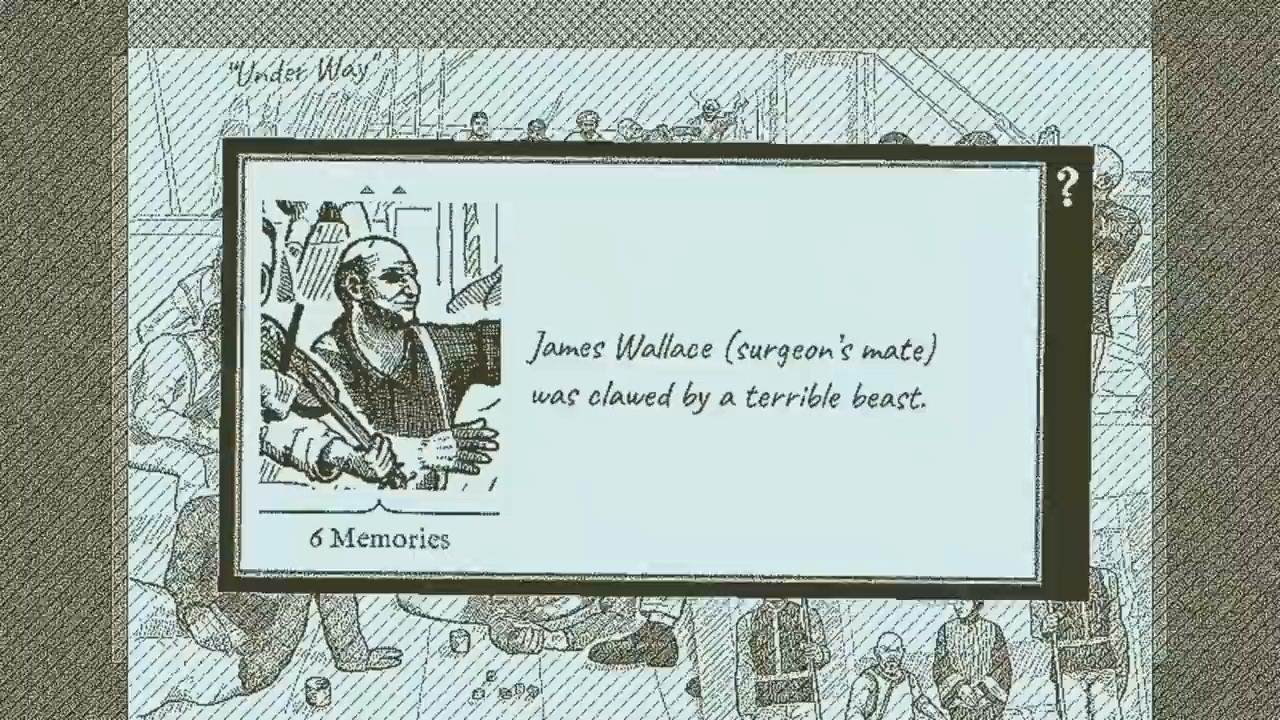 "Under Way"
?
James Wallace (surgeon's mate)
was clawed by a terrible beast.
6 Memories